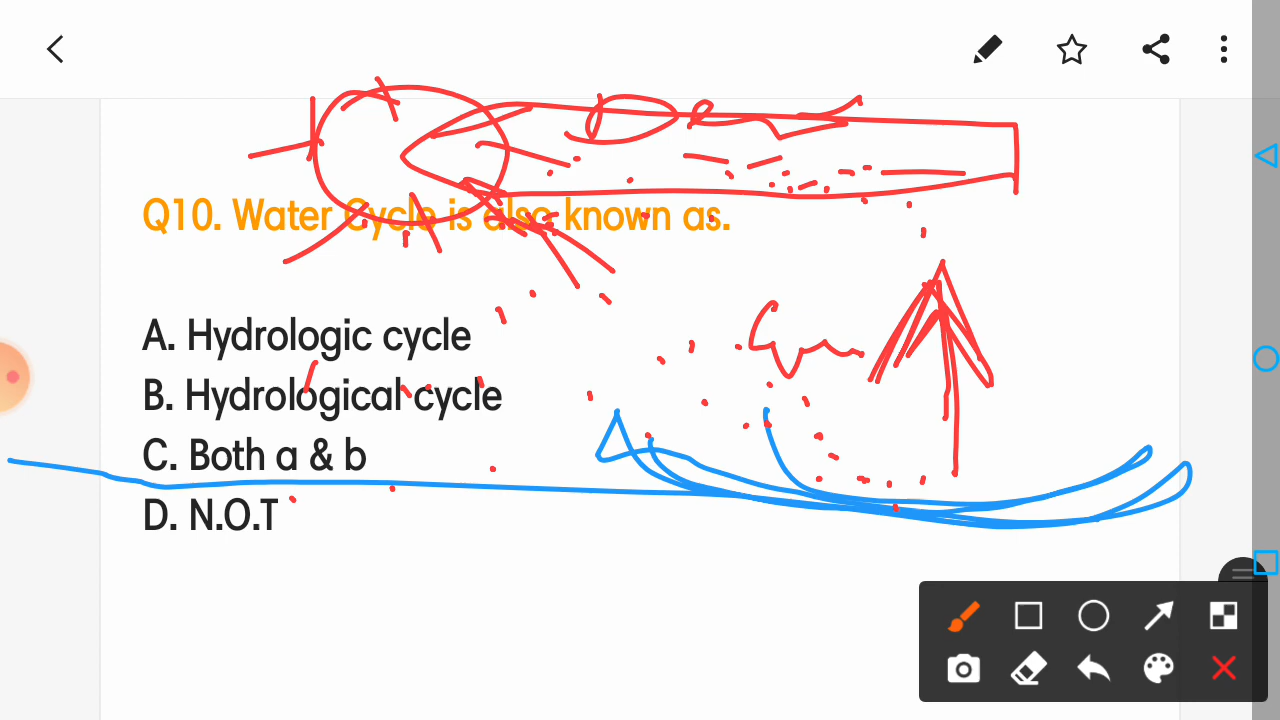 Q10. Water Cycle is also known as.
A. Hydrologic cycle
B. Hydrological cycle
C. Both a & b
D. N.O.T